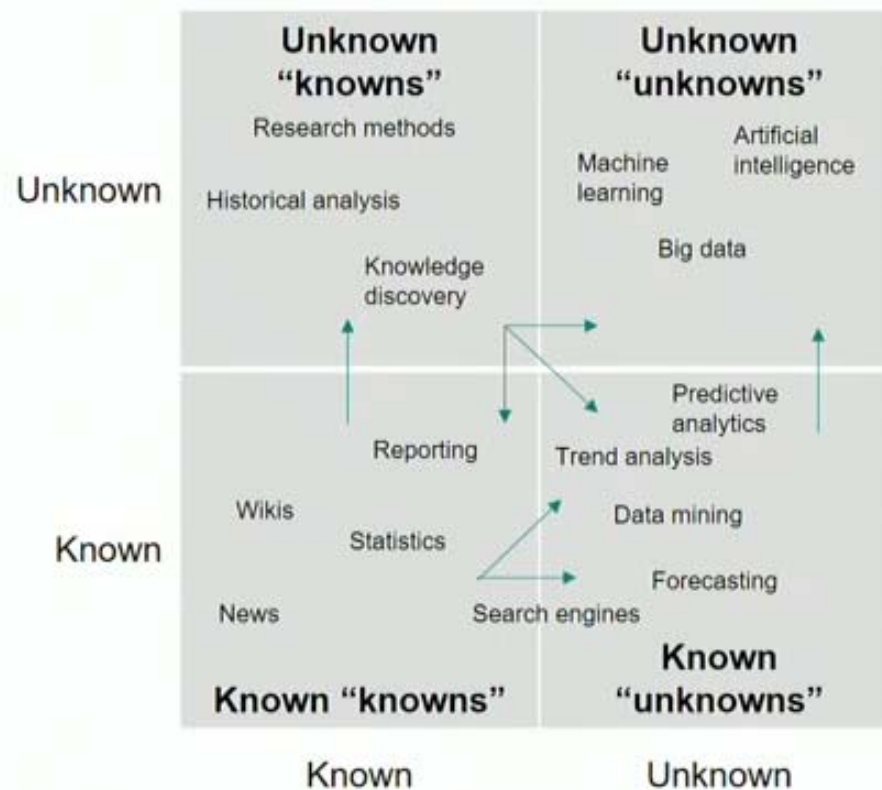 Unknown
“knowns”
Unknown
“unknowns”
Research methods
Artificial
intelligence
Machine
learning
Unknown
Historical analysis
Big data
Knowledge
discovery
Predictive
analytics
Reporting
Trend analysis
Wikis
Data mining
Statistics
Known
Forecasting
News
Search engines
Known “knowns”
Known
“unknowns”
Known
Unknown